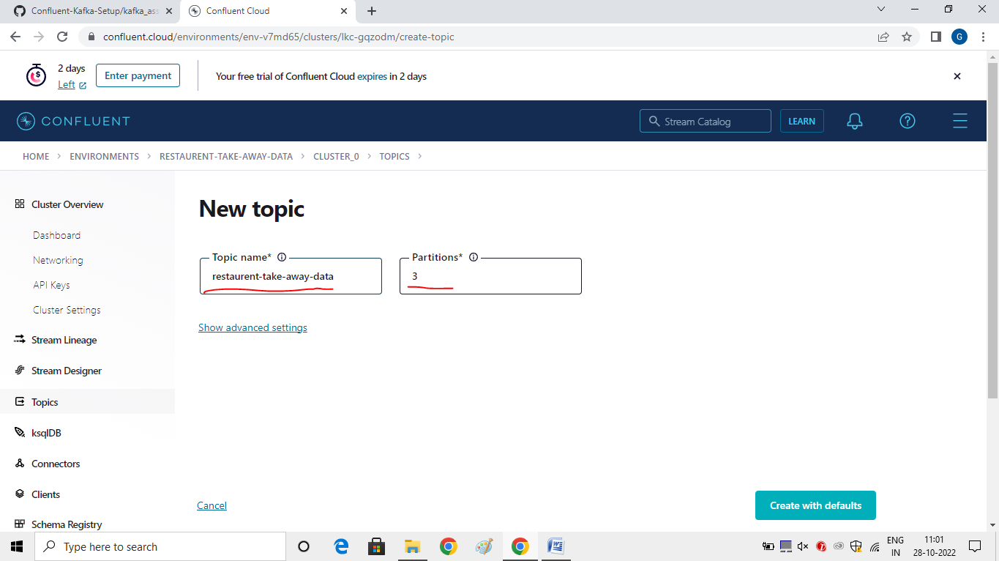 Confluent-Kafka-Setup/kafka_ass
Confluent Cloud
confluent.cloud/environments/env-v7md65/clusters/lkc-gqzodm/create-topic
G
2 days
Left
Enter payment
Your free trial of Confluent Cloud expires in 2 days
CONFLUENT
Stream Catalog
LEARN
HOME > ENVIRONMENTS > RESTAURENT-TAKE-AWAY-DATA > CLUSTER_0 > TOPICS >
Cluster Overview
Dashboard
Networking
API Keys
Cluster Settings
Stream Lineage
Stream Designer
Topics
ksqlDB
Connectors
Clients
Schema Registry
New topic
Topic name*
restaurent-take-away-data
Partitions*
3
Show advanced settings
Cancel
Create with defaults
Type here to search
ENG
IN
11:01
28-10-2022